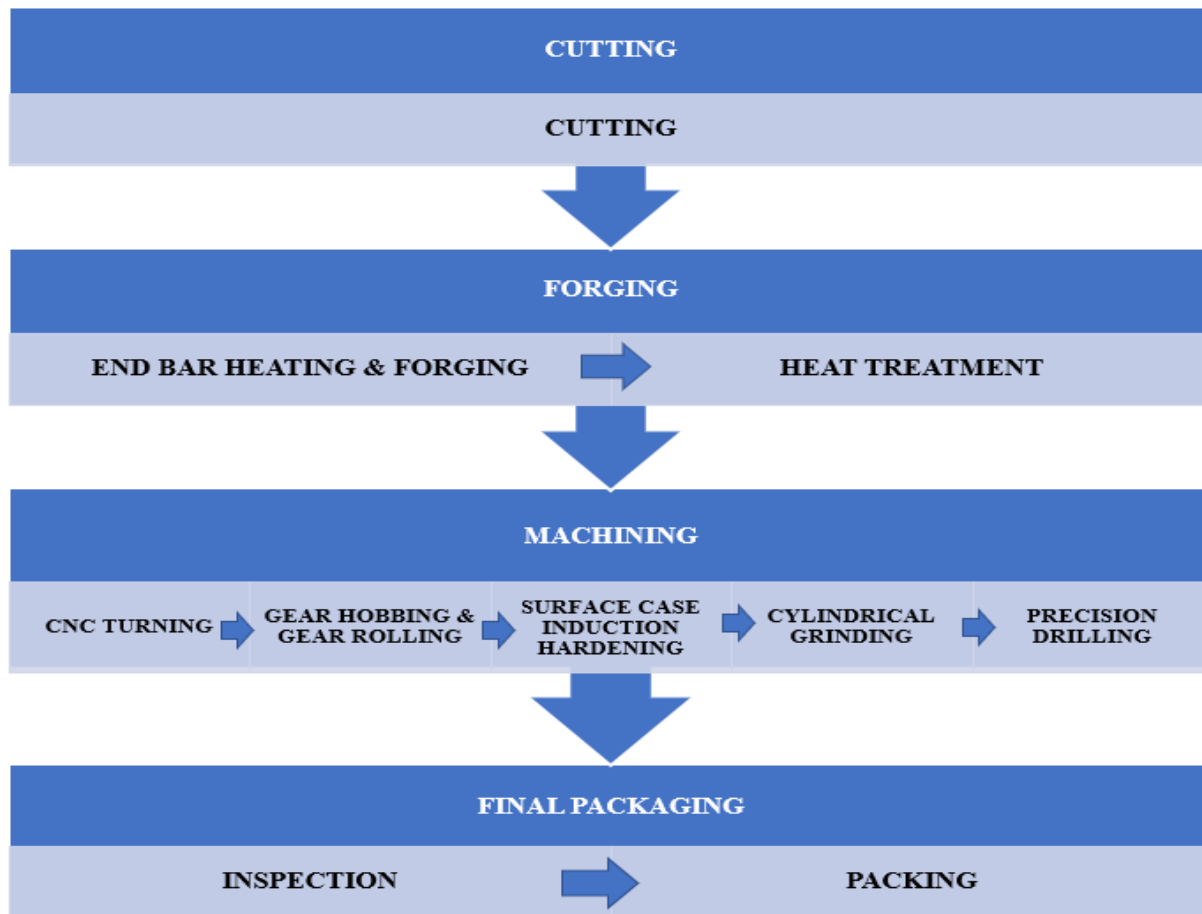 CUTTING
CUTTING
FORGING
END BAR HEATING & FORGING
HEAT TREATMENT
MACHINING
CNC TURNING
GEAR HOBBING &
GEAR ROLLING
SURFACE CASE
INDUCTION
HARDENING
CYLINDRICAL
GRINDING
PRECISION
DRILLING
FINAL PACKAGING
INSPECTION
PACKING